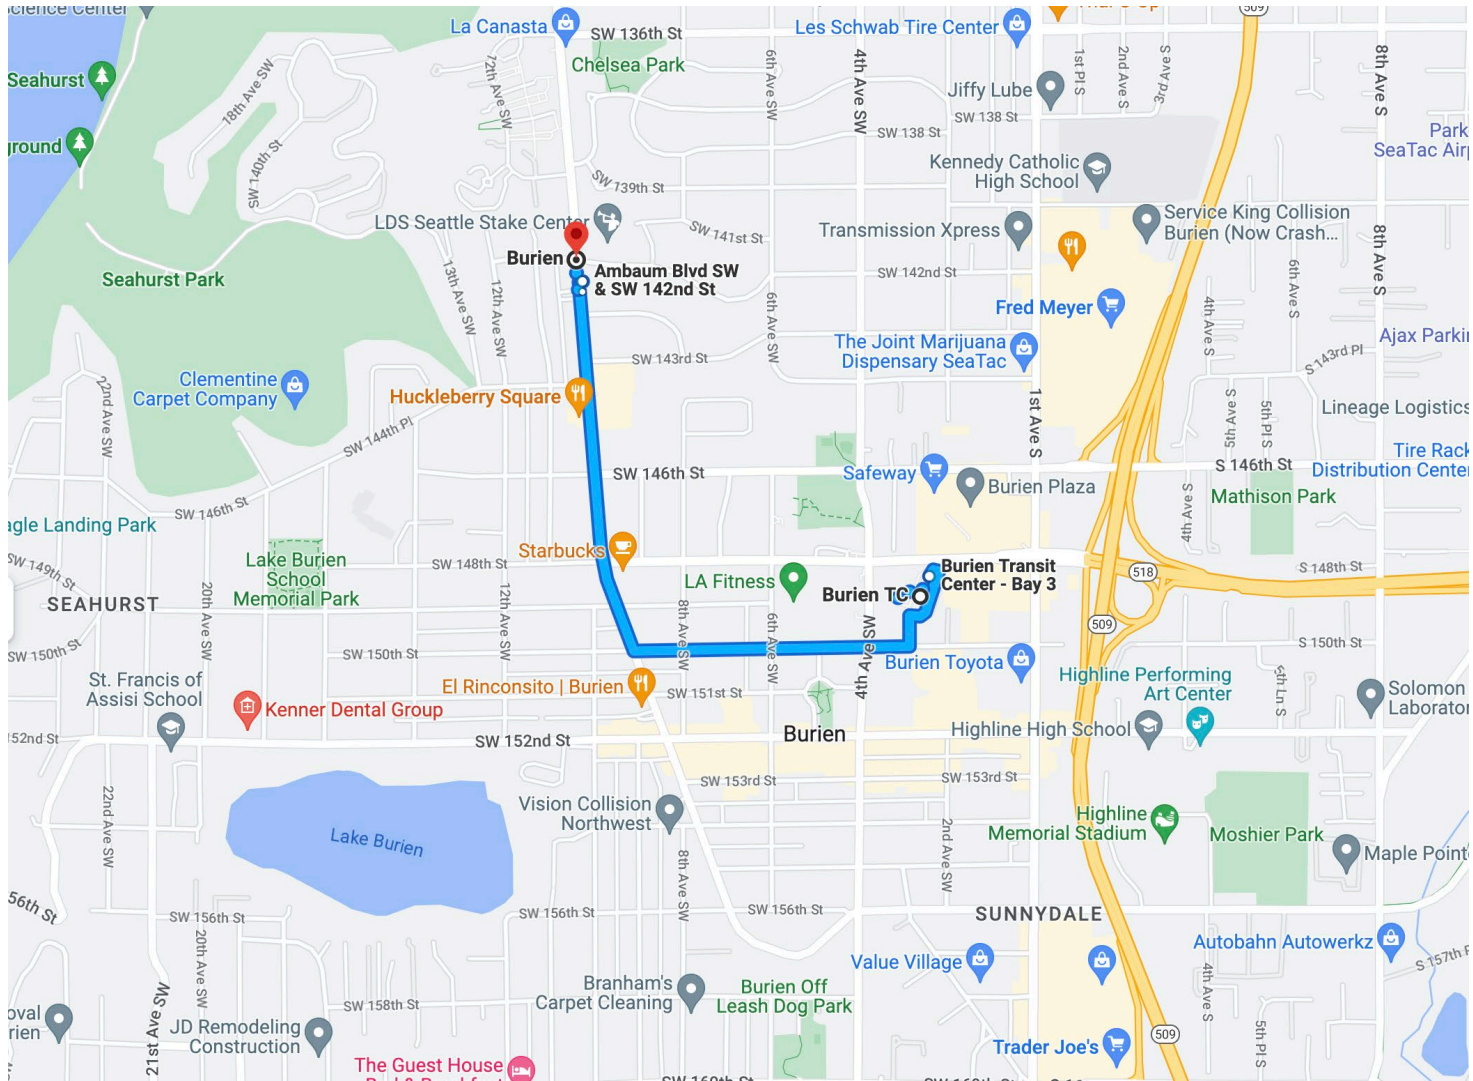 Science Center
La Canasta
SW 136th St
Les Schwab Tire Center
509
Chelsea Park
Seahurst
18th Ave SW
12th Ave SW
6th Ave SW
4th Ave SW
Jiffy Lube
1st Pl S
2nd Ave S
3rd Ave S
8th Ave S
SW 138 St
SW 138 St
ground
SW 140th St
Kennedy Catholic
High School
Park
SeaTac Air
SW 139th St
LDS Seattle Stake Center
SW 141st St
Transmission Xpress
Service King Collision
Burien (Now Crash...
Burien
Ambaum Blvd SW
& SW 142nd St
SW 142nd St
8th Ave S
Seahurst Park
13th Ave SW
12th Ave SW
6th Ave SW
Fred Meyer
4th Ave S
6th Ave S
The Joint Marijuana
Dispensary SeaTac
Ajax Parki
SW 143rd St
S 143rd Pl
Clementine
Carpet Company
22nd Ave SW
Huckleberry Square
1st Ave S
5th Ave S
5th Pl S
Lineage Logistics
SW 144th Pl
SW 146th St
Safeway
Burien Plaza
S 146th St
Tire Rack
Distribution Center
Mathison Park
SW 146th St
4th Ave S
agle Landing Park
Starbucks
Lake Burien
School
Memorial Park
SW 148th St
SW 149th St
LA Fitness
Burien Transit
Center - Bay 3
Burien TC
518
S 148th St
SEAHURST
20th Ave SW
12th Ave SW
8th Ave SW
6th Ave SW
4th Ave SW
509
SW 150th St
SW 150th St
S 150th St
Burien Toyota
St. Francis of
Assisi School
El Rinconsito | Burien
SW 151st St
Highline Performing
Art Center
5th Ln S
Solomon
Laborator
Kenner Dental Group
152nd St
SW 152nd St
Burien
Highline High School
SW 153rd St
SW 153rd St
22nd Ave SW
Vision Collision
Northwest
Lake Burien
2nd Ave SW
Highline
Memorial Stadium
Moshier Park
Maple Point
8th Ave SW
56th St
SW 156th St
SW 156th St
SW 156th St
SUNNYDALE
20th Ave SW
Value Village
Autobahn Autowerkz
4th Ave S
S 157th P
Branham's
Carpet Cleaning
Burien Off
Leash Dog Park
SW 158th St
21st Ave SW
oval
rien
JD Remodeling
Construction
5th Pl S
509
Trader Joe's
The Guest House